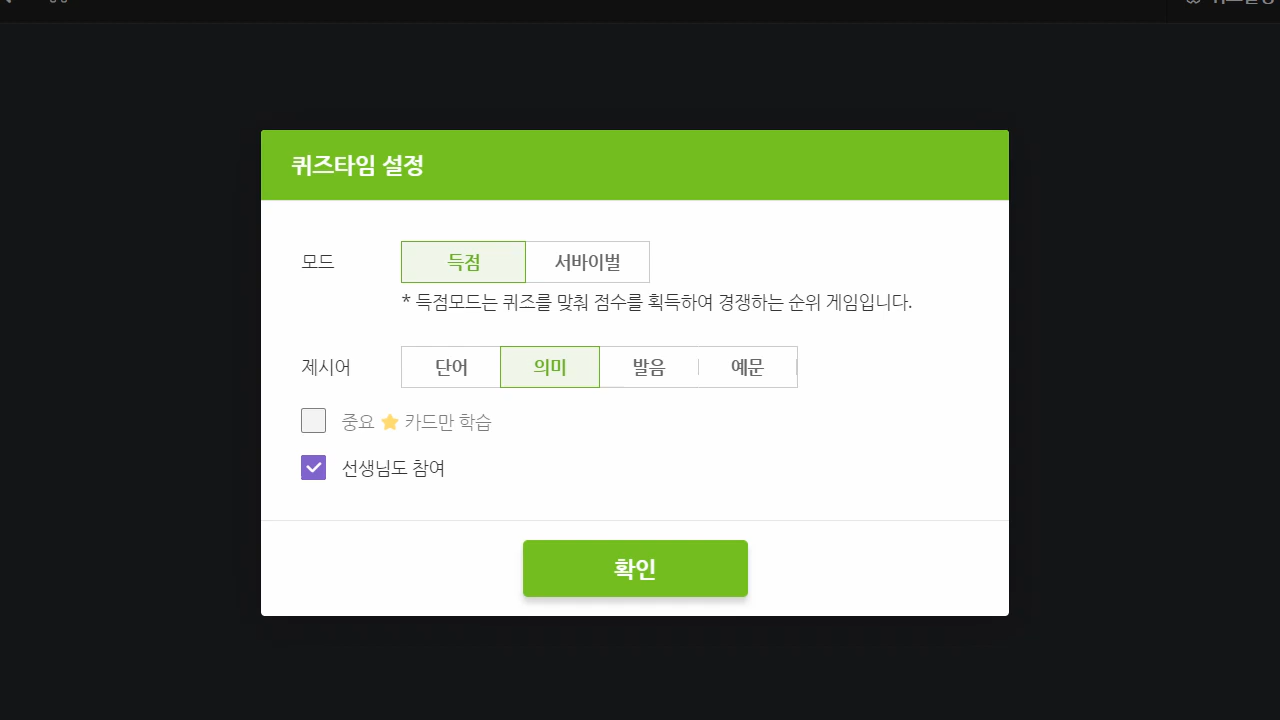 퀴즈타임 설정
모드 득점 서바이벌
* 득점모드는 퀴즈를 맞춰 점수를 획득하여 경쟁하는 순위 게임입니다.
제시어 단어 의미 발음 예문
중요 카드만 학습
선생님도 참여
확인